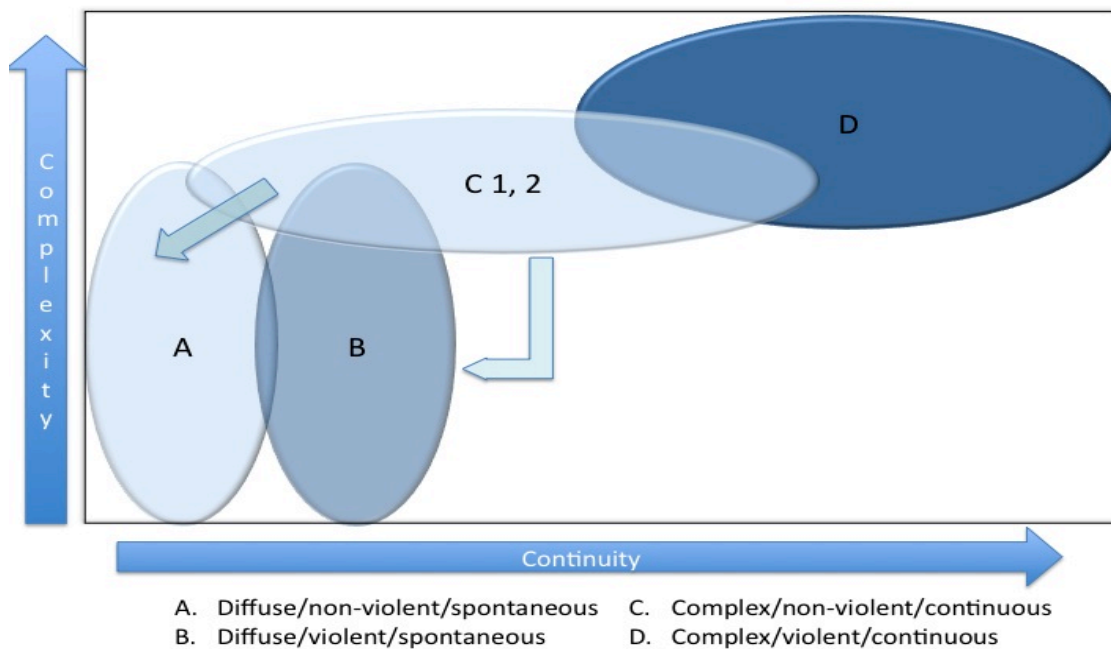 Complexity
D
C 1, 2
A
B
Continuity
A. Diffuse/non-violent/spontaneous
B. Diffuse/violent/spontaneous
C. Complex/non-violent/continuous
D. Complex/violent/continuous